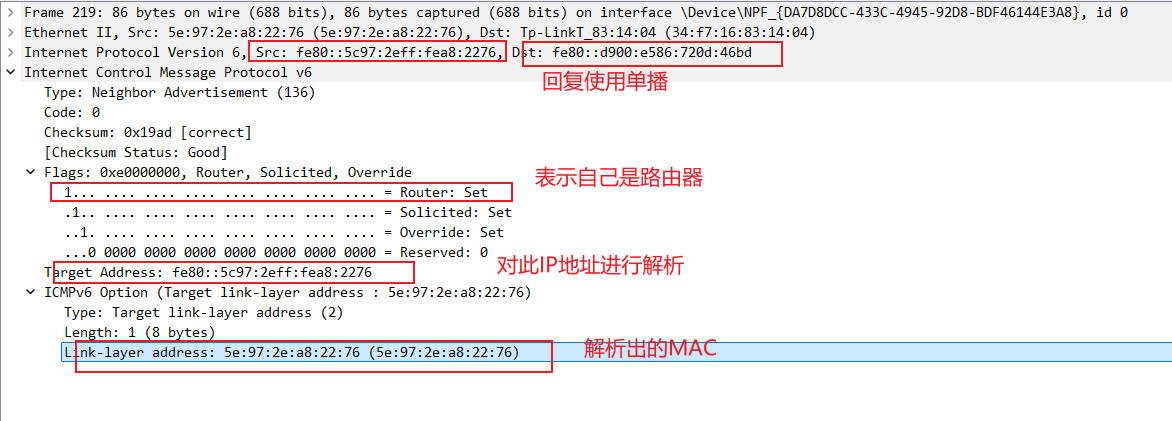 Frame 219: 86 bytes on wire (688 bits), 86 bytes captured (688 bits) on interface \Device\NPF_{DA7D8DCC-433C-4945-92D8-BDF46144E3A8}, id 0
Ethernet II, Src: 5e:97:2e:a8:22:76 (5e:97:2e:a8:22:76), Dst: Tp-LinkT_83:14:04 (34:f7:16:83:14:04)
Internet Protocol Version 6, Src: fe80::5c97:2eff:fea8:2276, Dst: fe80::d900:e586:720d:46bd
Internet Control Message Protocol v6
回复使用单播
Type: Neighbor Advertisement (136)
Code: 0
Checksum: 0x19ad [correct]
[Checksum Status: Good]
Flags: 0xe0000000, Router, Solicited, Override
表示自己是路由器
1... .... .... .... .... .... .... .... = Router: Set
.1.. .... .... .... .... .... .... .... = Solicited: Set
..1. .... .... .... .... .... .... .... = Override: Set
...0 0000 0000 0000 0000 0000 0000 0000 = Reserved: 0
对此IP地址进行解析
Target Address: fe80::5c97:2eff:fea8:2276
ICMPv6 Option (Target link-layer address : 5e:97:2e:a8:22:76)
Type: Target link-layer address (2)
Length: 1 (8 bytes)
Link-layer address: 5e:97:2e:a8:22:76 (5e:97:2e:a8:22:76)
解析出的MAC